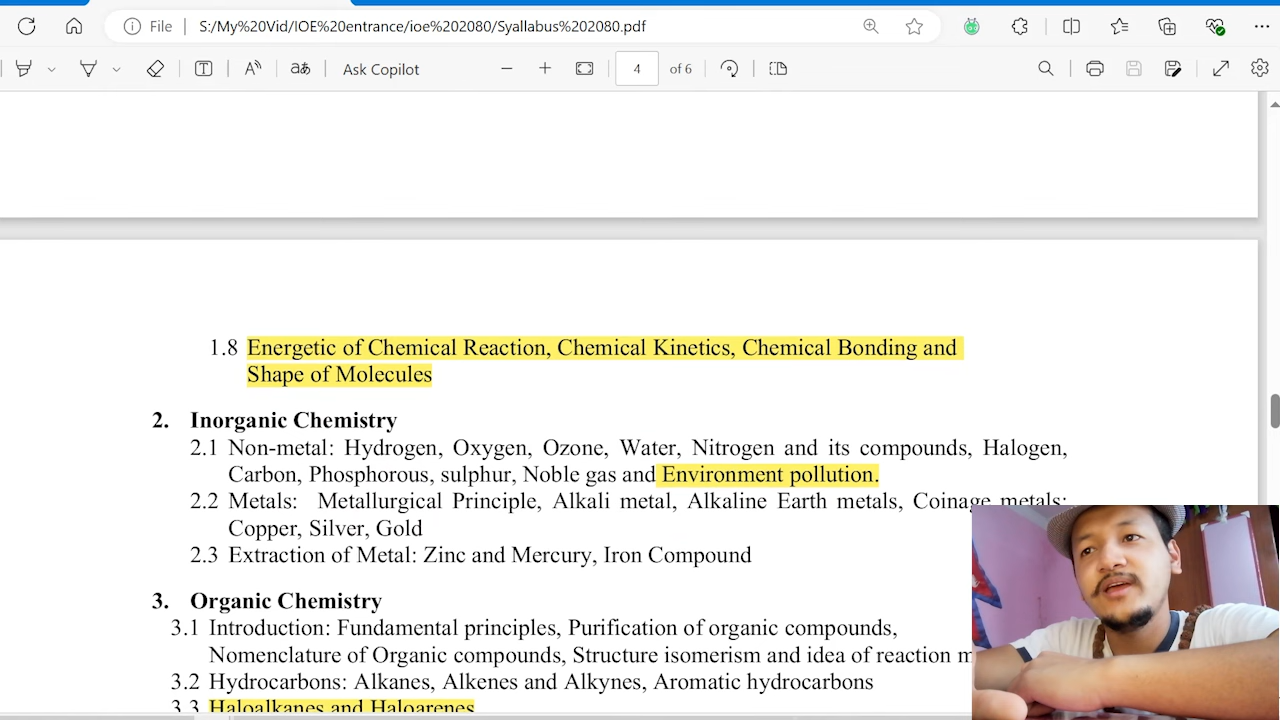 File
S:/My%20Vid/IOE%20entrance/ioe%202080/Syallabus%202080.pdf
Ask Copilot
4 of 6
1.8 Energetic of Chemical Reaction, Chemical Kinetics, Chemical Bonding and
Shape of Molecules
2. Inorganic Chemistry
2.1 Non-metal: Hydrogen, Oxygen, Ozone, Water, Nitrogen and its compounds, Halogen,
Carbon, Phosphorous, sulphur, Noble gas and Environment pollution.
2.2 Metals: Metallurgical Principle, Alkali metal, Alkaline Earth metals, Coinage metals:
Copper, Silver, Gold
2.3 Extraction of Metal: Zinc and Mercury, Iron Compound
3. Organic Chemistry
3.1 Introduction: Fundamental principles, Purification of organic compounds,
Nomenclature of Organic compounds, Structure isomerism and idea of reaction
3.2 Hydrocarbons: Alkanes, Alkenes and Alkynes, Aromatic hydrocarbons
3.3 Haloalkanes and Haloarenes